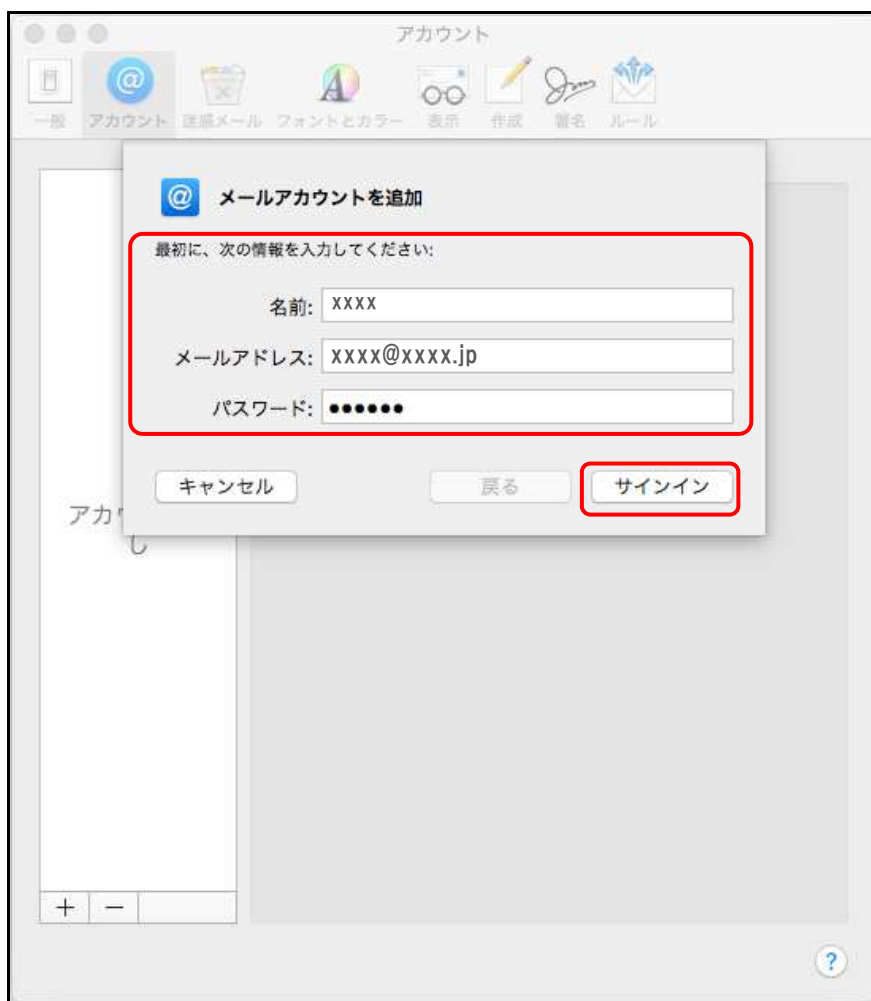 アカウント
一般 アカウント 迷惑メール フォントとカラー 表示 作成 署名 ルール
メールアカウントを追加
最初に、次の情報を入力してください:
名前: xxxx
メールアドレス: xxxx@xxxx.jp
パスワード: ●●●●●●
キャンセル 戻る サインイン
アカ
し
+ −
?